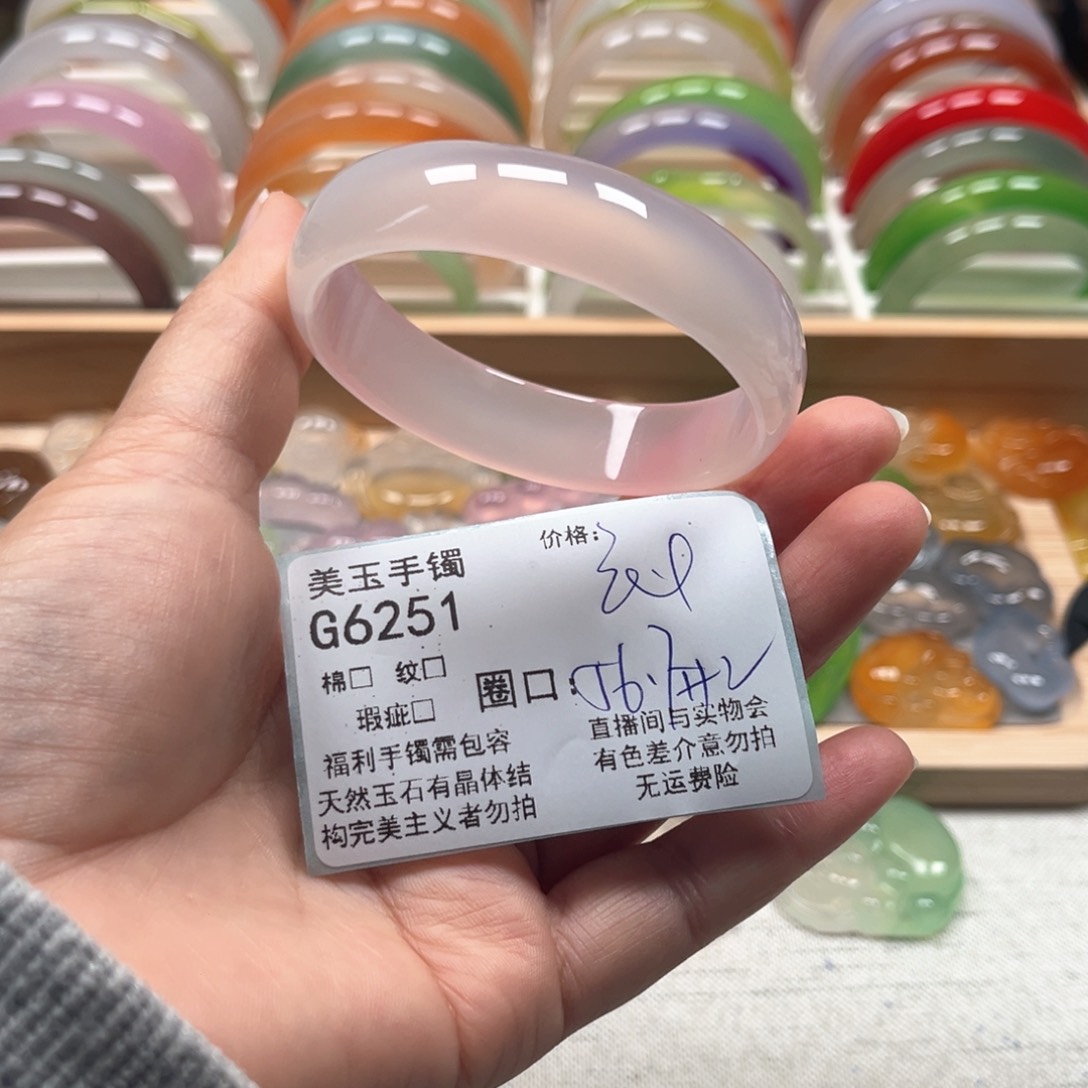 美玉手镯
G6251
价格:
棉□ 纹□
瑕疵□
圈口:
福利手镯需包容
天然玉石有晶体结
构完美主义者勿拍
直播间与实物会
有色差介意勿拍
无运费险